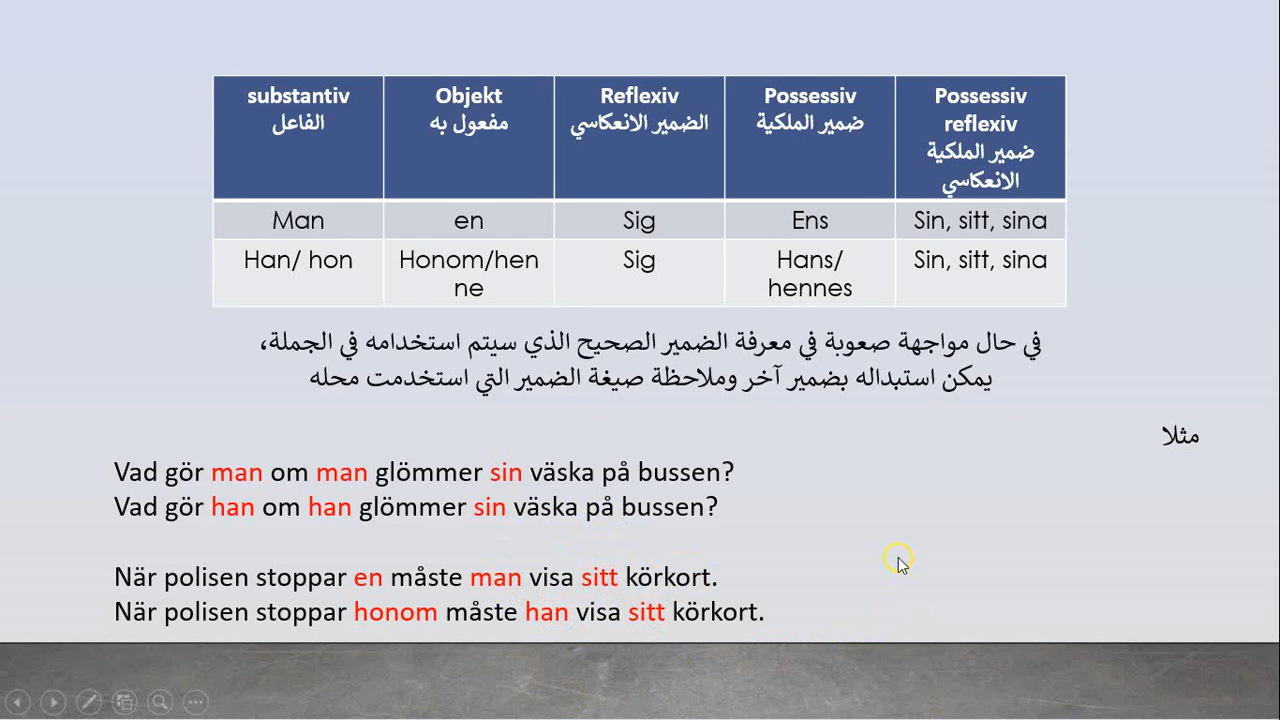 substantiv
الفاعل
Objekt
مفعول به
Reflexiv
الضمير الانعكاسي
Possessiv
ضمير الملكية
Possessiv
reflexiv
ضمير الملكية
الانعكاسي
Man
en
Sig
Ens
Sin, sitt, sina
Han/ hon
Honom/hen
ne
Sig
Hans/
hennes
Sin, sitt, sina
في حال مواجهة صعوبة في معرفة الضمير الصحيح الذي سيتم استخدامه في الجملة،
يمكن استبداله بضمير آخر وملاحظة صيغة الضمير التي استخدمت محله
مثلا
Vad gör man om man glömmer sin väska på bussen?
Vad gör han om han glömmer sin väska på bussen?
När polisen stoppar en måste man visa sitt körkort.
När polisen stoppar honom måste han visa sitt körkort.